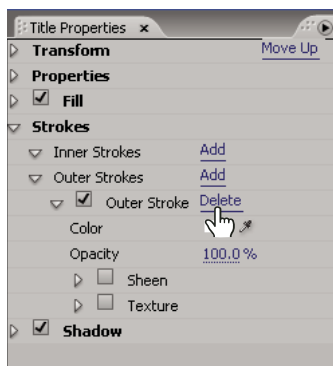 Title Properties x
Transform Move Up
Properties
Fill
Strokes
Inner Strokes Add
Outer Strokes Add
Outer Stroke Delete
Color
Opacity 100.0 %
Sheen
Texture
Shadow